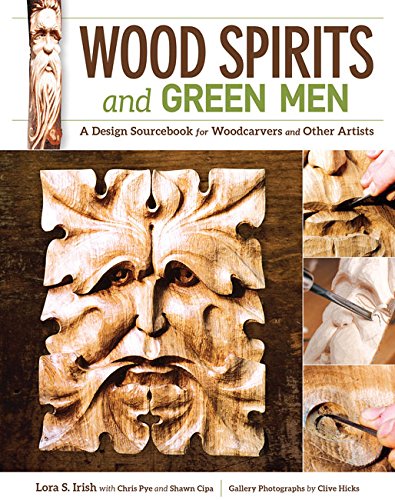 WOOD SPIRITS
and GREEN MEN
A Design Sourcebook for Woodcarvers and Other Artists
Lora S. Irish with Chris Pye and Shawn Cipa | Gallery Photographs by Clive Hicks